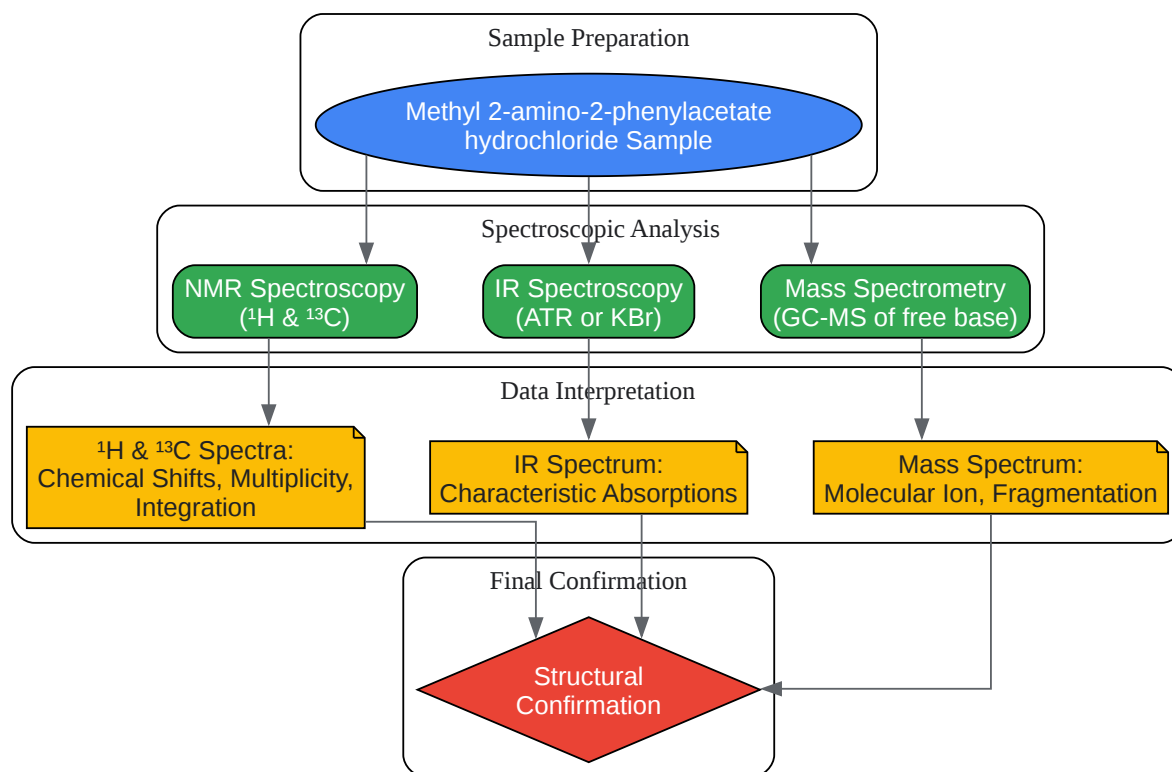 Sample Preparation
Methyl 2-amino-2-phenylacetate
hydrochloride Sample
Spectroscopic Analysis
NMR Spectroscopy
(¹H & ¹³C)
IR Spectroscopy
(ATR or KBr)
Mass Spectrometry
(GC-MS of free base)
Data Interpretation
¹H & ¹³C Spectra:
Chemical Shifts, Multiplicity,
Integration
IR Spectrum:
Characteristic Absorptions
Mass Spectrum:
Molecular Ion, Fragmentation
Final Confirmation
Structural
Confirmation